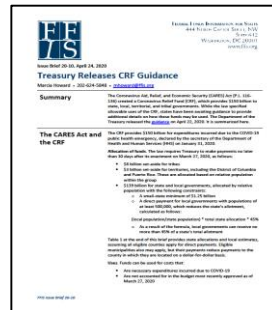 FFIS
FEDERAL FUNDS INFORMATION FOR STATES
444 NORTH CAPITOL STREET, NW
SUITE 642
WASHINGTON, DC 20001
www.ffis.org
Issue Brief 20-10, April 24, 2020
Treasury Releases CRF Guidance
Marcia Howard – 202-624-5848 – mhoward@ffis.org
Summary
The Coronavirus Aid, Relief, and Economic Security (CARES) Act (P.L. 116-
136) created a Coronavirus Relief Fund (CRF), which provides $150 billion to
state, local, territorial, and tribal governments. While the law specified
allowable uses of the CRF, states have been awaiting guidance to provide
additional details on how those funds may be used. The Department of the
Treasury released the guidance on April 22, 2020. It is summarized here.
The CARES Act and
the CRF
The CRF provides $150 billion for expenditures incurred due to the COVID-19
public health emergency, declared by the secretary of the Department of
Health and Human Services (HHS) on January 31, 2020.
Allocation of funds. The law requires Treasury to make payments no later
than 30 days after its enactment on March 27, 2020, as follows:
$8 billion set-aside for tribes
$3 billion set-aside for territories, including the District of Columbia
and Puerto Rico. These are allocated based on relative populations
within the group
$139 billion for state and local governments, allocated by relative
population with the following constraints:
A small-state minimum of $1.25 billion
A direct payment for local governments with populations of
at least 500,000, which reduces the state's allotment,
calculated as follows:
(local population/state population) * total state allocation * 45%
As a result of the formula, local governments can receive no
more than 45% of a state's total allotment
Table 1 at the end of this brief provides state allocations and local estimates,
assuming all eligible counties apply for direct payments. Eligible
municipalities also may apply, but their payments reduce payments to the
county in which they are located on a dollar-for-dollar basis.
Uses. Funds can be used for costs that:
Are necessary expenditures incurred due to COVID-19
Are not accounted for in the budget most recently approved as of
March 27, 2020
FFIS Issue Brief 20-10